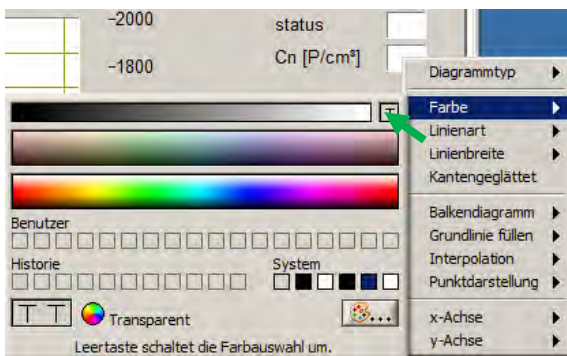 -2000
status
-1800
Cn [P/cm³]
Diagrammtyp
T
Farbe
Linienart
Linienbreite
Kantengeglättet
Balkendiagramm
Grundlinie füllen
Interpolation
Punktdarstellung
x-Achse
y-Achse
Benutzer
Historie
System
T T
Transparent
...
Leertaste schaltet die Farbauswahl um.